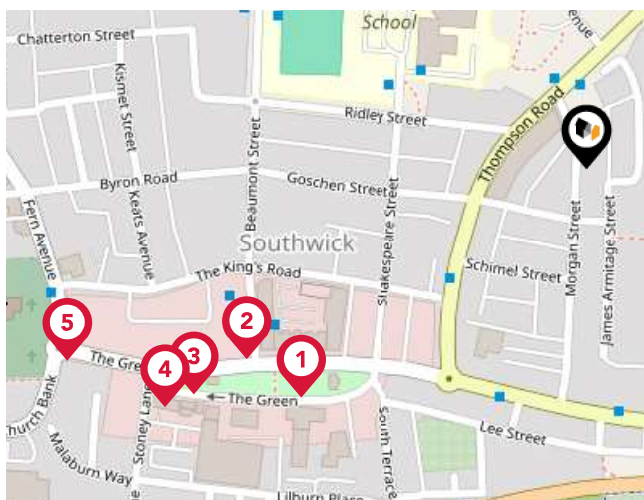 School
Chatterton Street
Kismet Street
Ridley Street
enue
Thompson Road
Beaumont Street
Byron Road
Goschen Street
Fern Avenue
Keats Avenue
Shakespeare Street
Southwick
Morgan Street
James Armitage Street
The King's Road
Schimel Street
5
2
The Gree
4
3
1
← The Green
Church Bank
Stoney Lane
South Terrace
Lee Street
Malaburn Way
e
Lilburn Place